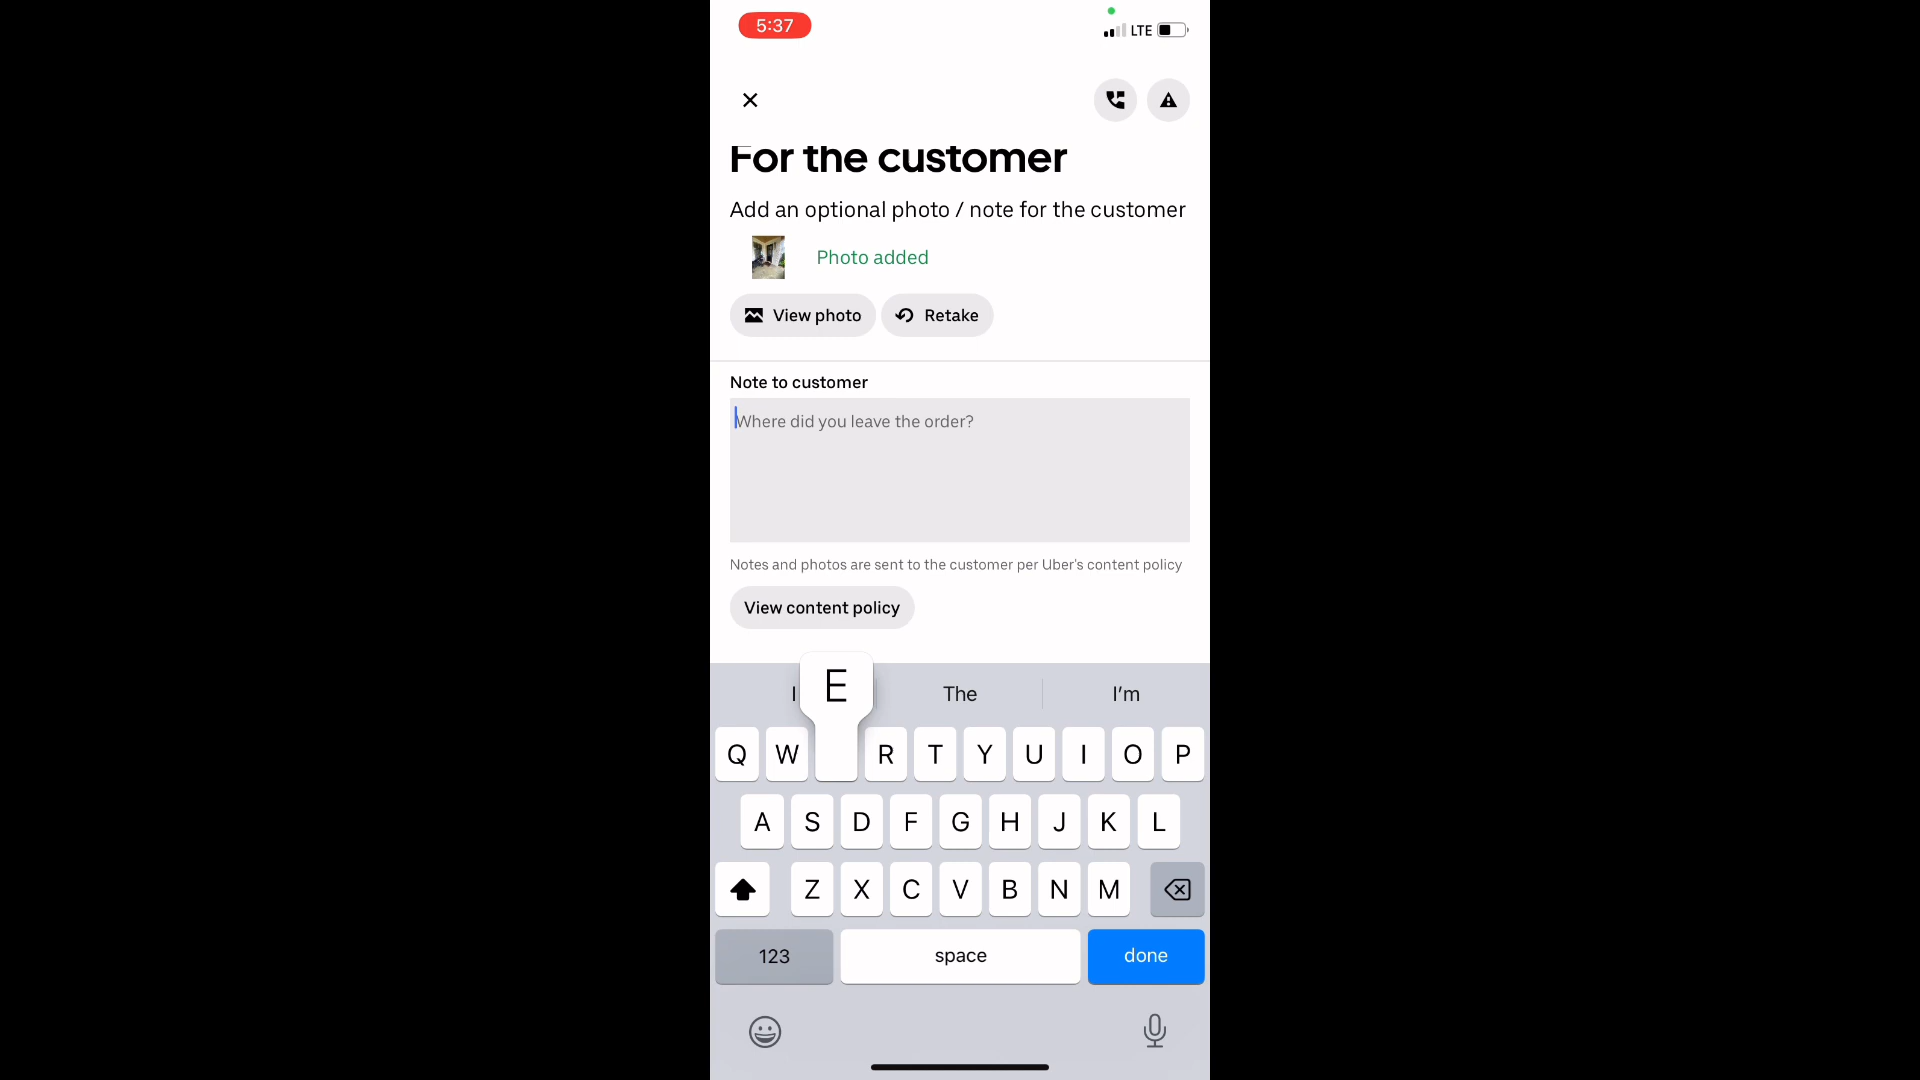 5:37
LTE
For the customer
Add an optional photo / note for the customer
Photo added
View photo
Retake
Note to customer
Where did you leave the order?
Notes and photos are sent to the customer per Uber's content policy
View content policy
I
E
The
I'm
Q W R T Y U I O P
A S D F G H J K L
Z X C V B N M
123
space
done